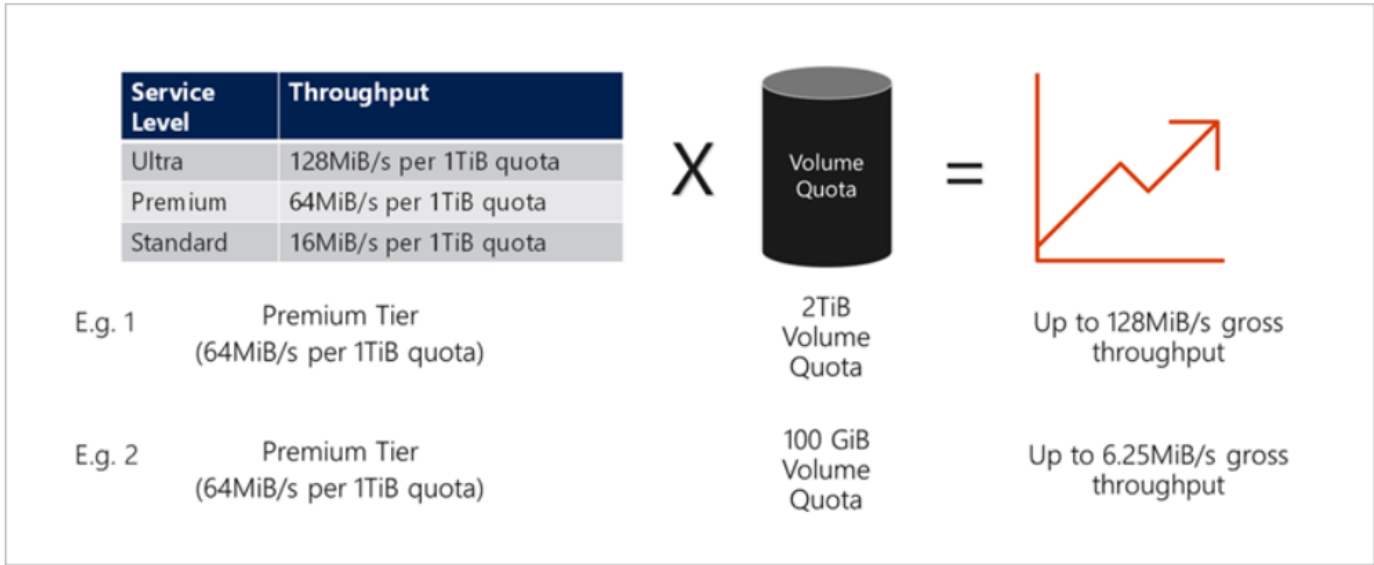 Service Level
Throughput
Ultra
128MiB/s per 1TiB quota
Premium
64MiB/s per 1TiB quota
Standard
16MiB/s per 1TiB quota
X
Volume
Quota
=
E.g. 1
Premium Tier
(64MiB/s per 1TiB quota)
2TiB
Volume
Quota
Up to 128MiB/s gross
throughput
E.g. 2
Premium Tier
(64MiB/s per 1TiB quota)
100 GiB
Volume
Quota
Up to 6.25MiB/s gross
throughput